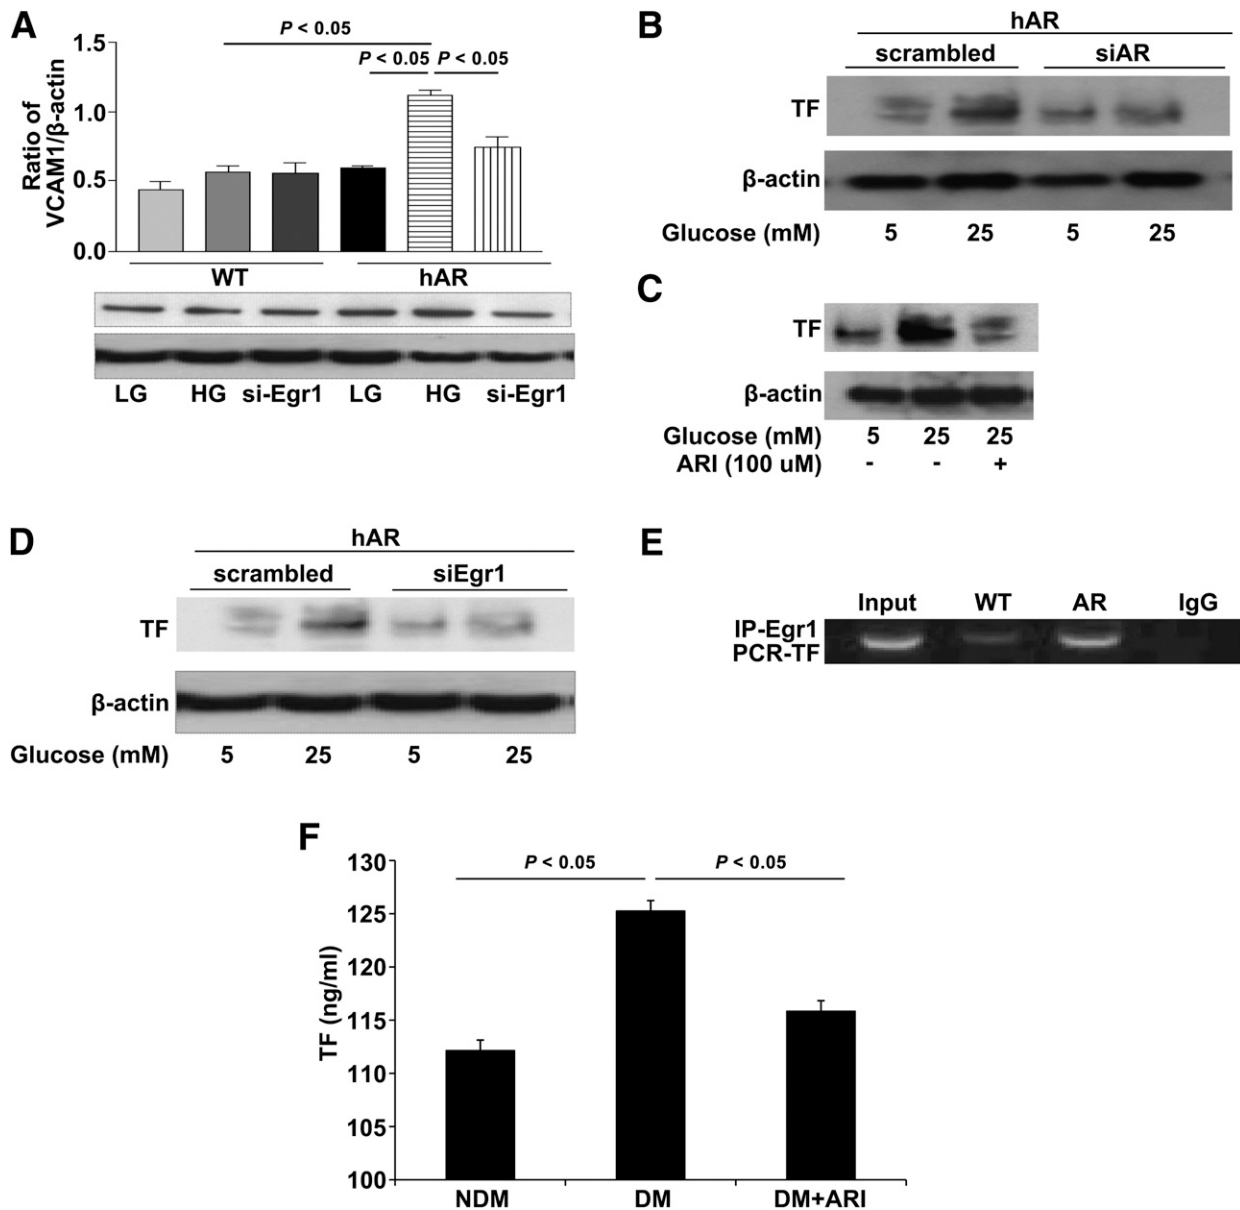 A
P < 0.05
P < 0.05 P < 0.05
1.5
1.0
0.5
0.0
Ratio of
VCAM1/β-actin
WT hAR
LG HG si-Egr1 LG HG si-Egr1
B
hAR
scrambled siAR
TF
β-actin
Glucose (mM) 5 25 5 25
C
TF
β-actin
Glucose (mM) 5 25 25
ARI (100 uM) - - +
D
hAR
scrambled siEgr1
TF
β-actin
Glucose (mM) 5 25 5 25
E
Input WT AR IgG
IP-Egr1
PCR-TF
F
P < 0.05 P < 0.05
130
125
120
115
110
105
100
TF (ng/ml)
NDM DM DM+ARI